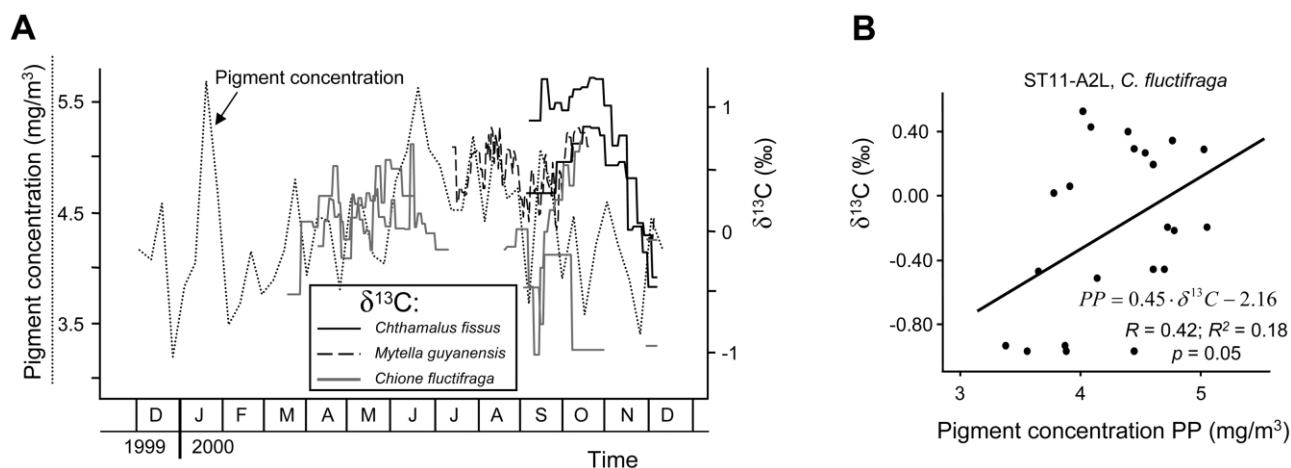 A
Pigment concentration (mg/m³)
5.5
4.5
3.5
Pigment concentration
1
0
-1
δ¹³C (‰)
δ¹³C:
Chthamalus fissus
Mytella guyanensis
Chione fluctifraga
D J F M A M J J A S O N D
1999 2000
Time
B
ST11-A2L, C. fluctifraga
δ¹³C (‰)
0.40
0.00
-0.40
-0.80
PP = 0.45 · δ¹³C − 2.16
R = 0.42; R² = 0.18
p = 0.05
3 4 5
Pigment concentration PP (mg/m³)